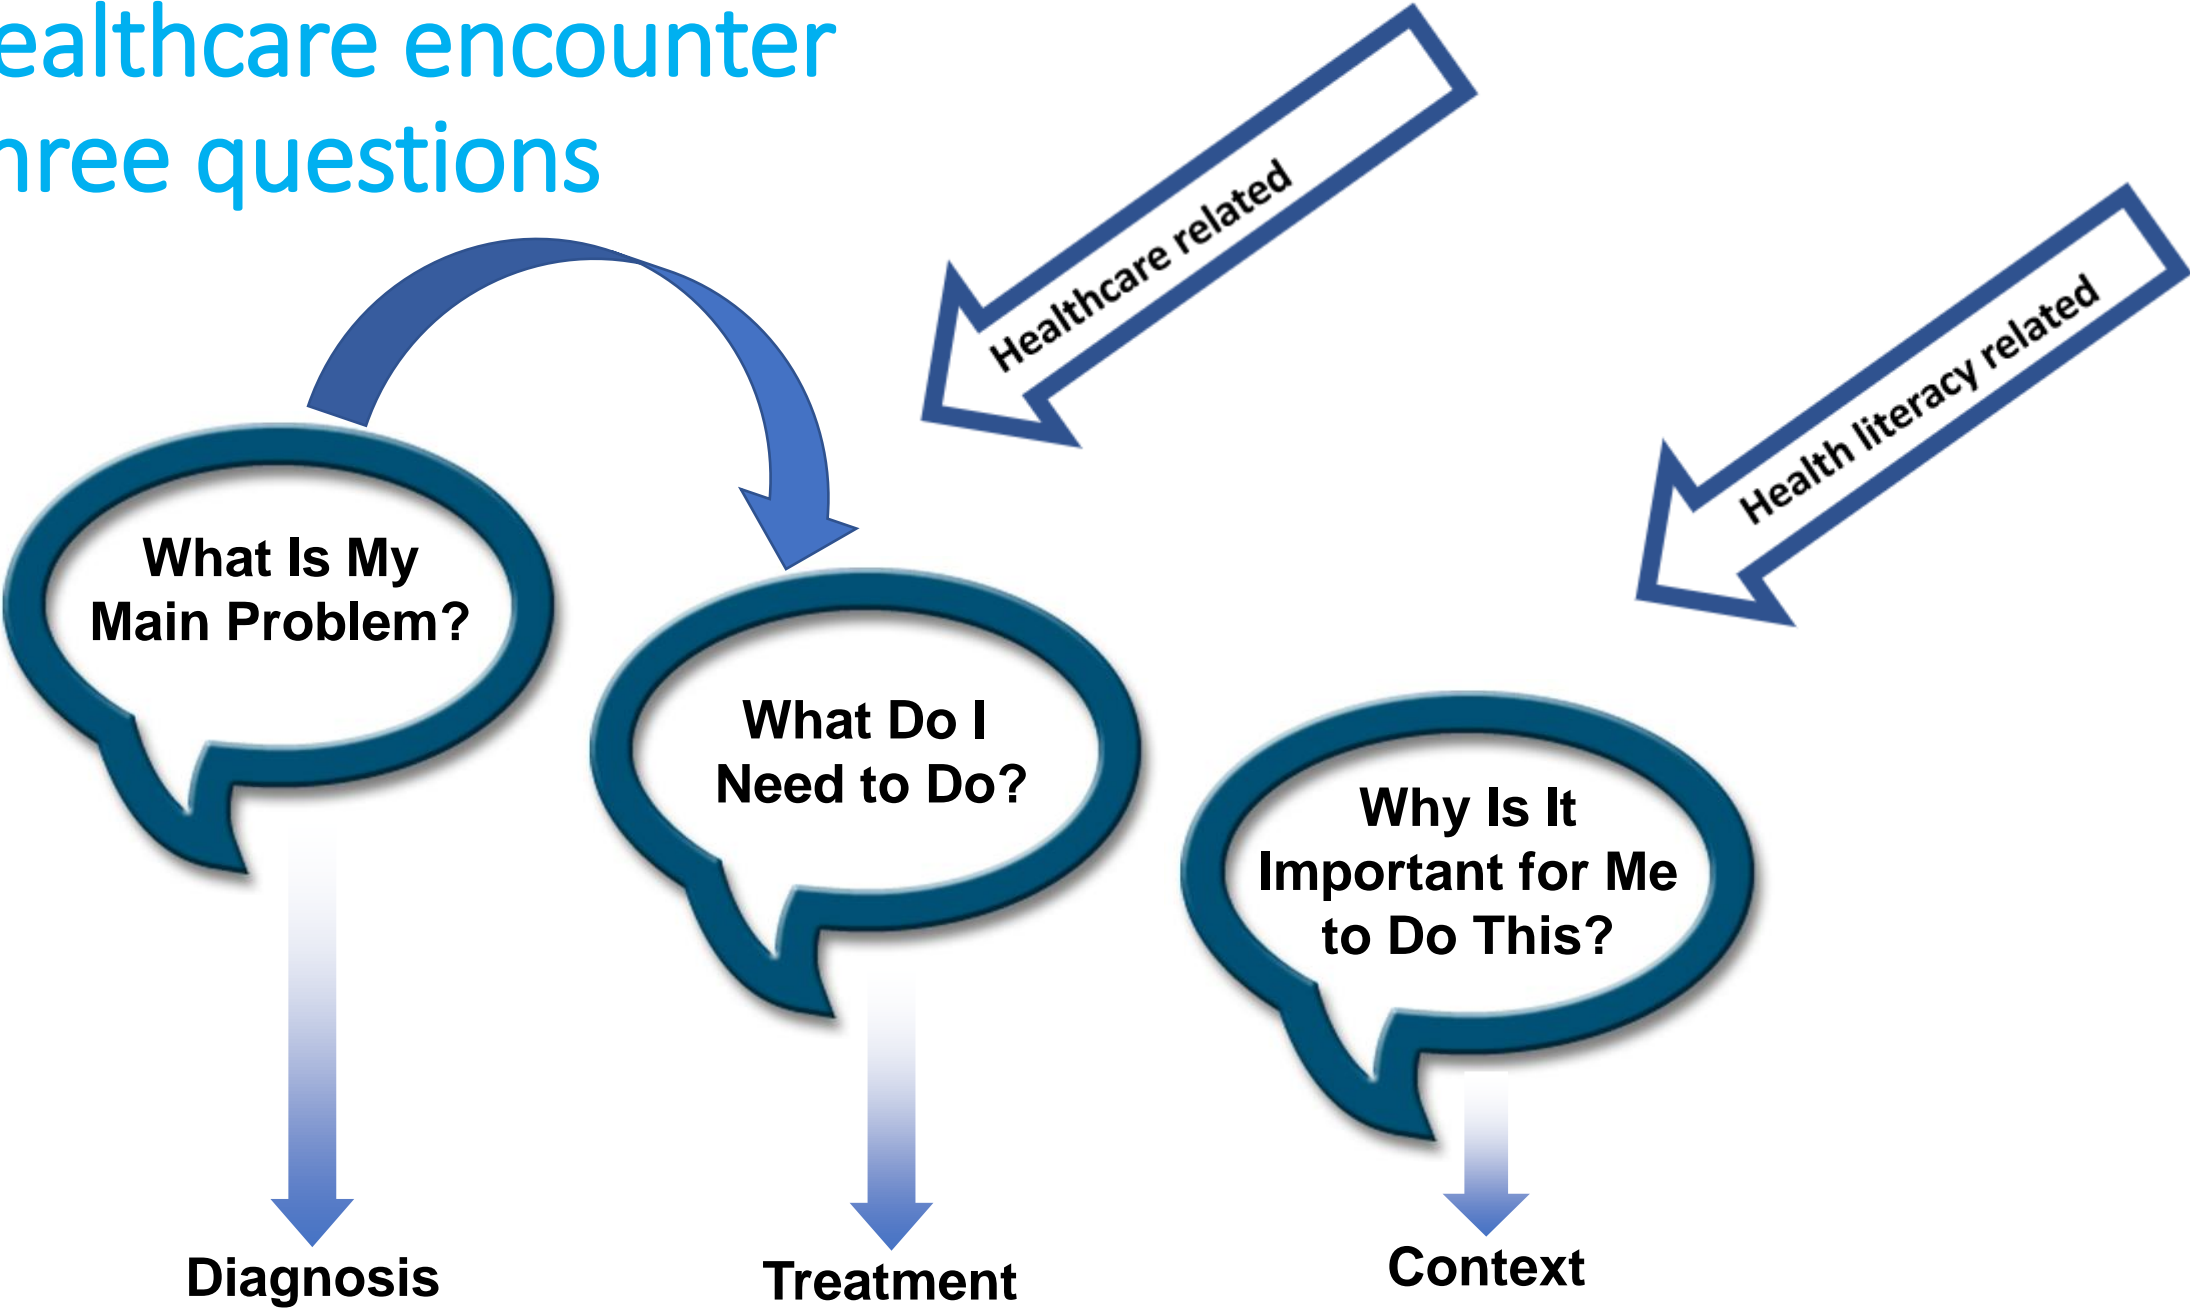 ealthcare encounter
hree questions
Healthcare related
Health literacy related
What Is My
Main Problem?
What Do I
Need to Do?
Why Is It
Important for Me
to Do This?
Diagnosis
Treatment
Context